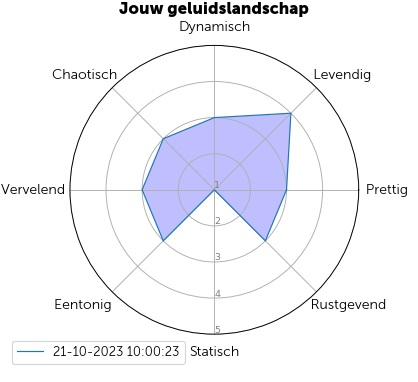 Jouw geluidslandschap
Dynamisch
Chaotisch
Levendig
Vervelend
Prettig
1
2
3
4
5
Eentonig
Rustgevend
Statisch
21-10-2023 10:00:23